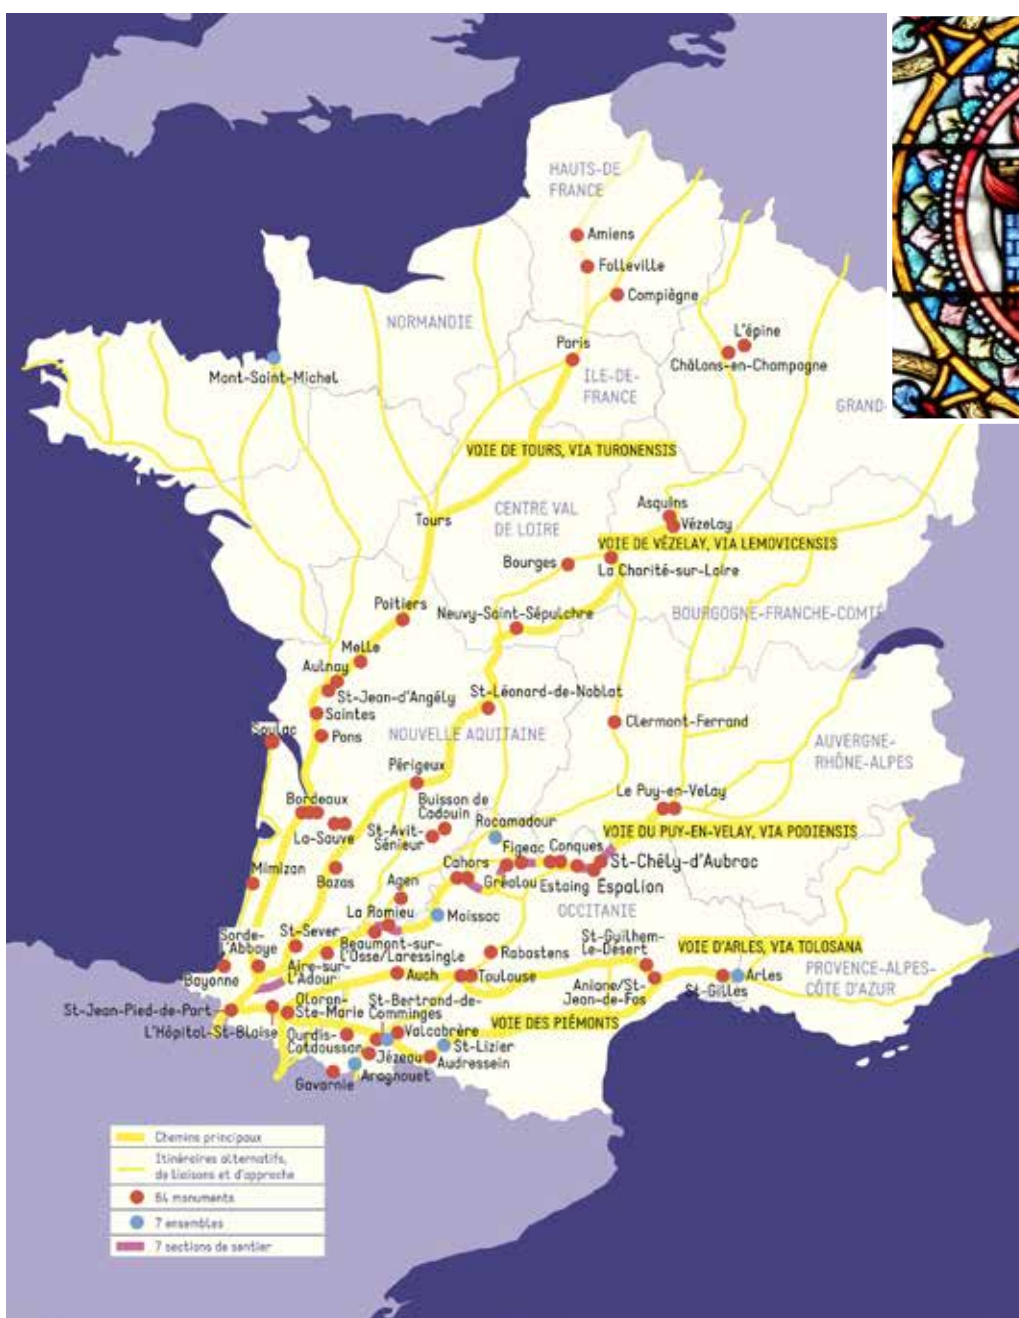 HAUTS-DE
FRANCE
Amiens
Folleville
Compiègne
NORMANDIE
L'épine
Paris
Châlons-en-Champagne
Mont-Saint-Michel
ÎLE-DE-
FRANCE
GRAND-
VOIE DE TOURS, VIA TURONENSIS
Asquins
CENTRE VAL
DE LOIRE
Tours
Vézelay
VOIE DE VÉZELAY, VIA LEMOVICENSIS
Bourges
La Charité-sur-Loire
Poitiers
Neuvy-Saint-Sépulchre
BOURGOGNE-FRANCHE-COMTÉ
Melle
Aulnay
St-Jean-d'Angély
St-Léonard-de-Noblat
Saintes
Clermont-Ferrand
Soulac
Pons
NOUVELLE AQUITAINE
AUVERGNE-
RHÔNE-ALPES
Périgueux
Le Puy-en-Velay
Bordeaux
Buisson de
Cadouin
Rocamadour
St-Avit-
Sénieur
VOIE DU PUY-EN-VELAY, VIA PODIENSIS
La-Sauve
Figeac
Conques
St-Chély-d'Aubrac
Cahors
Mimizan
Bazas
Agen
Gréalou
Estaing
Espalion
La Romieu
Moissac
OCCITANIE
St-Sever
Sorde-
L'Abbaye
Beaumont-sur-
L'Osse/Laressingle
Rabastens
St-Guilhem-
le-Désert
VOIE D'ARLES, VIA TOLOSANA
Bayonne
Aire-sur-
L'Adour
Auch
Toulouse
Aniane/St-
Jean-de-Fos
St-Gilles
Arles
PROVENCE-ALPES-
CÔTE D'AZUR
St-Jean-Pied-de-Port
Oloron-
Ste-Marie
St-Bertrand-de-
Comminges
VOIE DES PIÉMONTS
L'Hôpital-St-Blaise
Valcabrère
Ourdis-
Cotdoussan
St-Lizier
Jézeau
Audressein
Gavarnie
Aragnouet
Chemins principaux
Itinéraires alternatifs,
de liaisons et d'approche
64 monuments
7 ensembles
7 sections de sentier